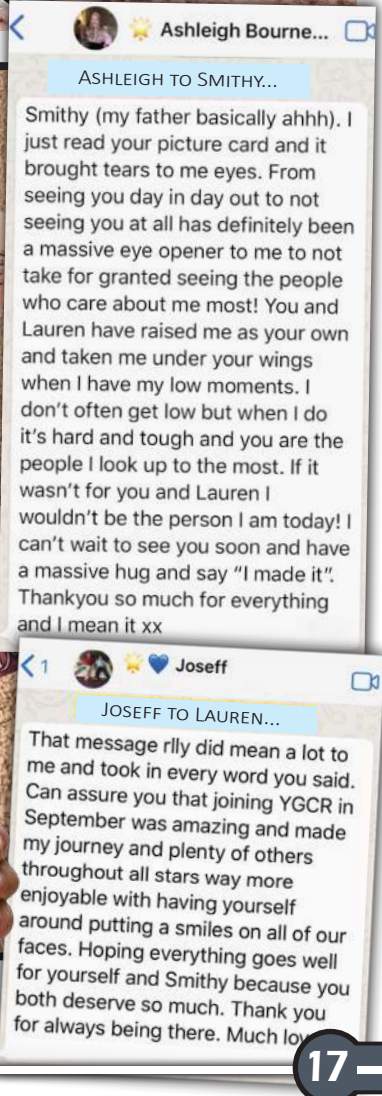 Ashleigh Bourne...
ASHLEIGH TO SMITHY...
Smithy (my father basically ahhh). I
just read your picture card and it
brought tears to me eyes. From
seeing you day in day out to not
seeing you at all has definitely been
a massive eye opener to me to not
take for granted seeing the people
who care about me most! You and
Lauren have raised me as your own
and taken me under your wings
when I have my low moments. I
don't often get low but when I do
it's hard and tough and you are the
people I look up to the most. If it
wasn't for you and Lauren I
wouldn't be the person I am today! I
can't wait to see you soon and have
a massive hug and say "I made it".
Thankyou so much for everything
and I mean it xx
1 Joseff
JOSEFF TO LAUREN...
That message rlly did mean a lot to
me and took in every word you said.
Can assure you that joining YGCR in
September was amazing and made
my journey and plenty of others
throughout all stars way more
enjoyable with having yourself
around putting a smiles on all of our
faces. Hoping everything goes well
for yourself and Smithy because you
both deserve so much. Thank you
for always being there. Much
17